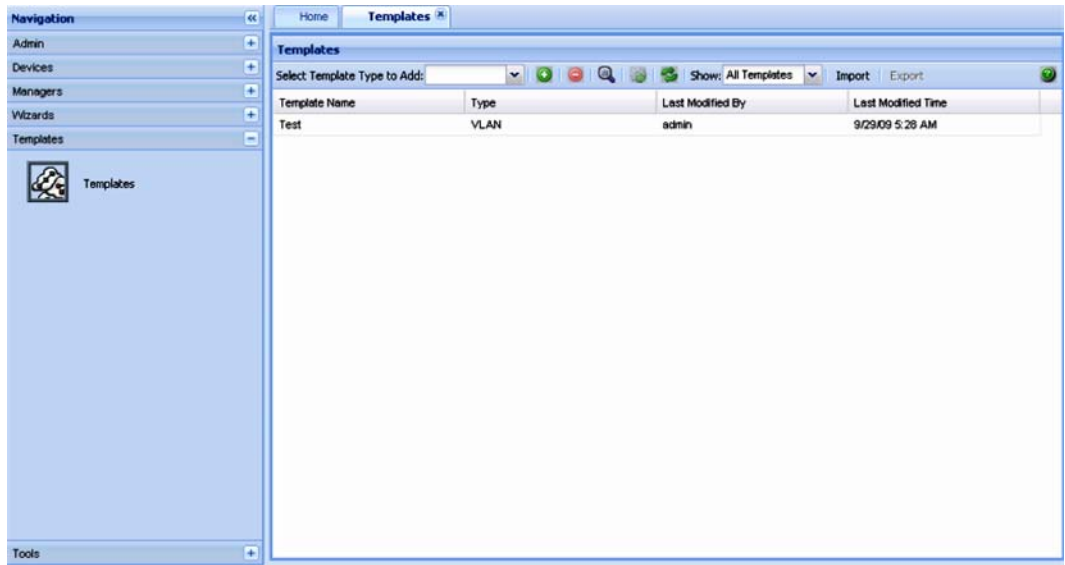 Navigation
Admin
Devices
Managers
Wizards
Templates
Templates
Tools
Home Templates
Templates
Select Template Type to Add: Show: All Templates Import Export
Template Name Type Last Modified By Last Modified Time
Test VLAN admin 9/29/09 5:28 AM